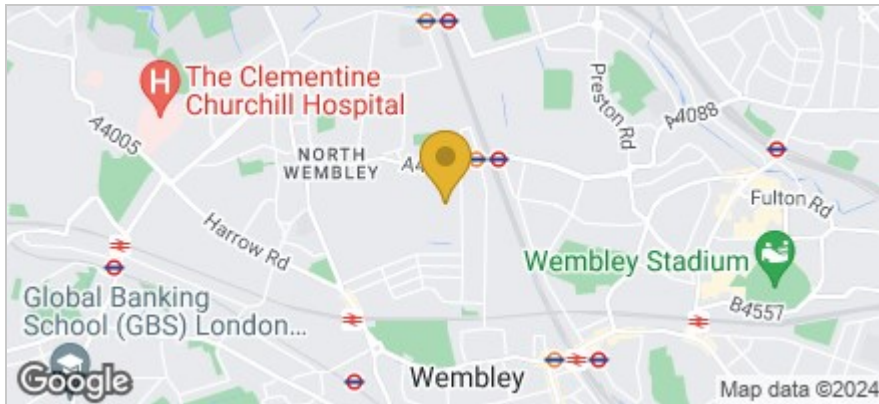 H
The Clementine
Churchill Hospital
A4005
NORTH
WEMBLEY
Harrow Rd
Preston Rd
A4088
Fulton Rd
Wembley Stadium
B4557
Global Banking
School (GBS) London...
Wembley
Google
Map data ©2024